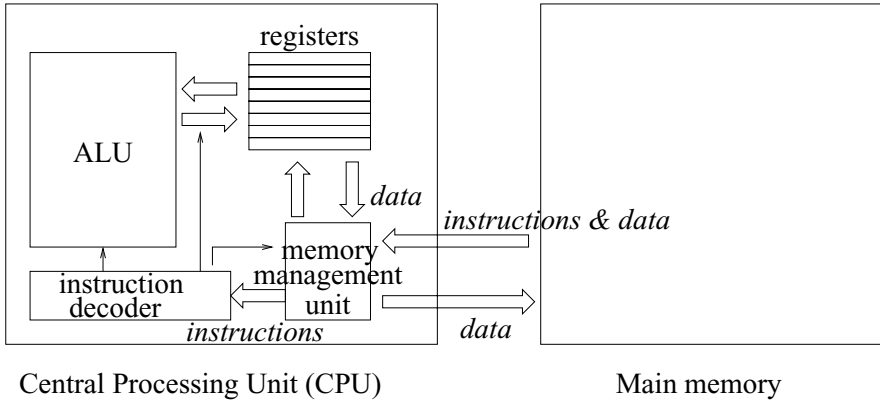 registers
ALU
data
instructions & data
memory
management
unit
instruction
decoder
instructions
data
Central Processing Unit (CPU)
Main memory